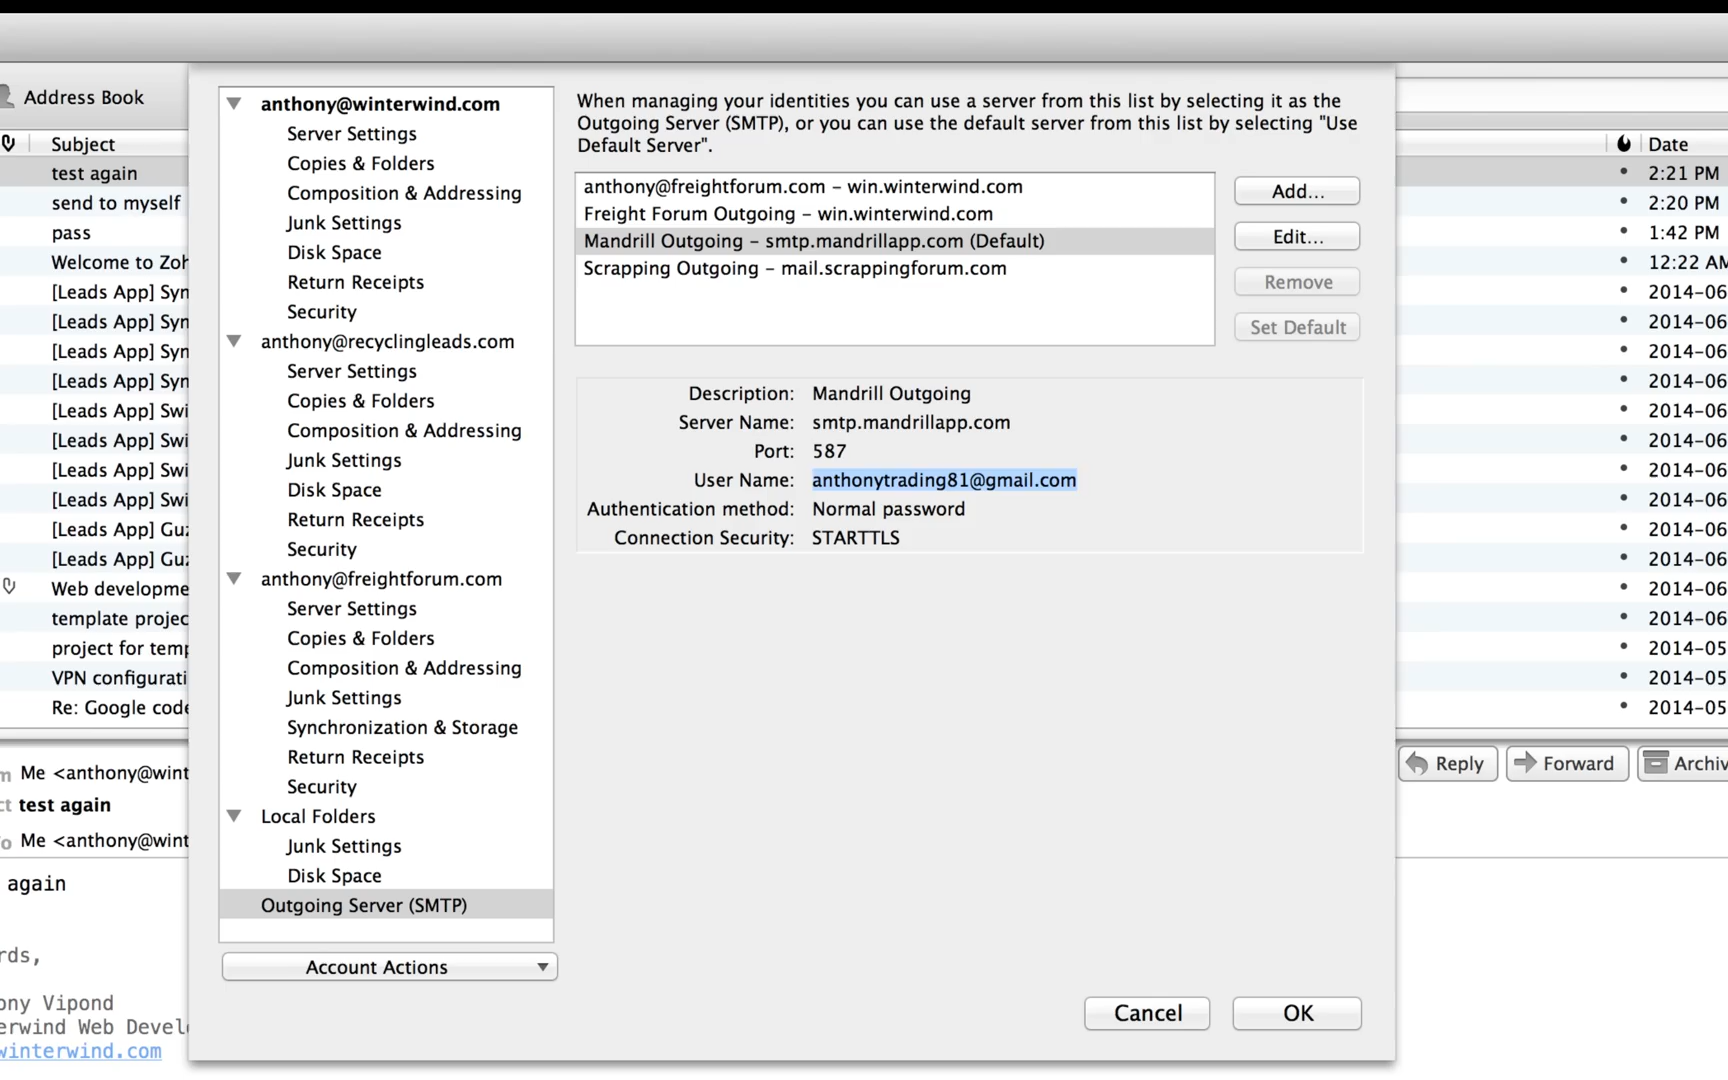 Address Book
Subject
Date
test again
2:21 PM
send to myself
2:20 PM
pass
1:42 PM
Welcome to Zoh
12:22 AM
[Leads App] Syn
2014-06
[Leads App] Syn
2014-06
[Leads App] Syn
2014-06
[Leads App] Syn
2014-06
[Leads App] Swi
2014-06
[Leads App] Swi
2014-06
[Leads App] Swi
2014-06
[Leads App] Swi
2014-06
[Leads App] Guz
2014-06
[Leads App] Guz
2014-06
Web developme
2014-06
template projec
2014-06
project for temp
2014-05
VPN configurati
2014-05
Re: Google code
2014-05
anthony@winterwind.com
Server Settings
Copies & Folders
Composition & Addressing
Junk Settings
Disk Space
Return Receipts
Security
anthony@recyclingleads.com
Server Settings
Copies & Folders
Composition & Addressing
Junk Settings
Disk Space
Return Receipts
Security
anthony@freightforum.com
Server Settings
Copies & Folders
Composition & Addressing
Junk Settings
Synchronization & Storage
Return Receipts
Security
Local Folders
Junk Settings
Disk Space
Outgoing Server (SMTP)
Account Actions
When managing your identities you can use a server from this list by selecting it as the
Outgoing Server (SMTP), or you can use the default server from this list by selecting "Use
Default Server".
anthony@freightforum.com – win.winterwind.com
Freight Forum Outgoing – win.winterwind.com
Mandrill Outgoing – smtp.mandrillapp.com (Default)
Scrapping Outgoing – mail.scrappingforum.com
Add...
Edit...
Remove
Set Default
Description: Mandrill Outgoing
Server Name: smtp.mandrillapp.com
Port: 587
User Name: anthonytrading81@gmail.com
Authentication method: Normal password
Connection Security: STARTTLS
Cancel
OK
Reply
Forward
Archiv
m Me <anthony@wint
ct test again
o Me <anthony@wint
again
rds,
ony Vipond
erwind Web Develo
winterwind.com